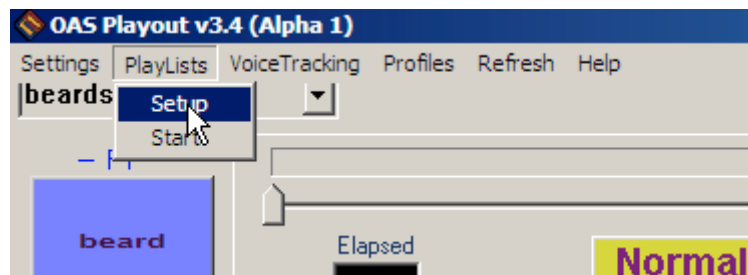 OAS Playout v3.4 (Alpha 1)
Settings PlayLists VoiceTracking Profiles Refresh Help
beards
Setup
Start
beard
Elapsed
Normal